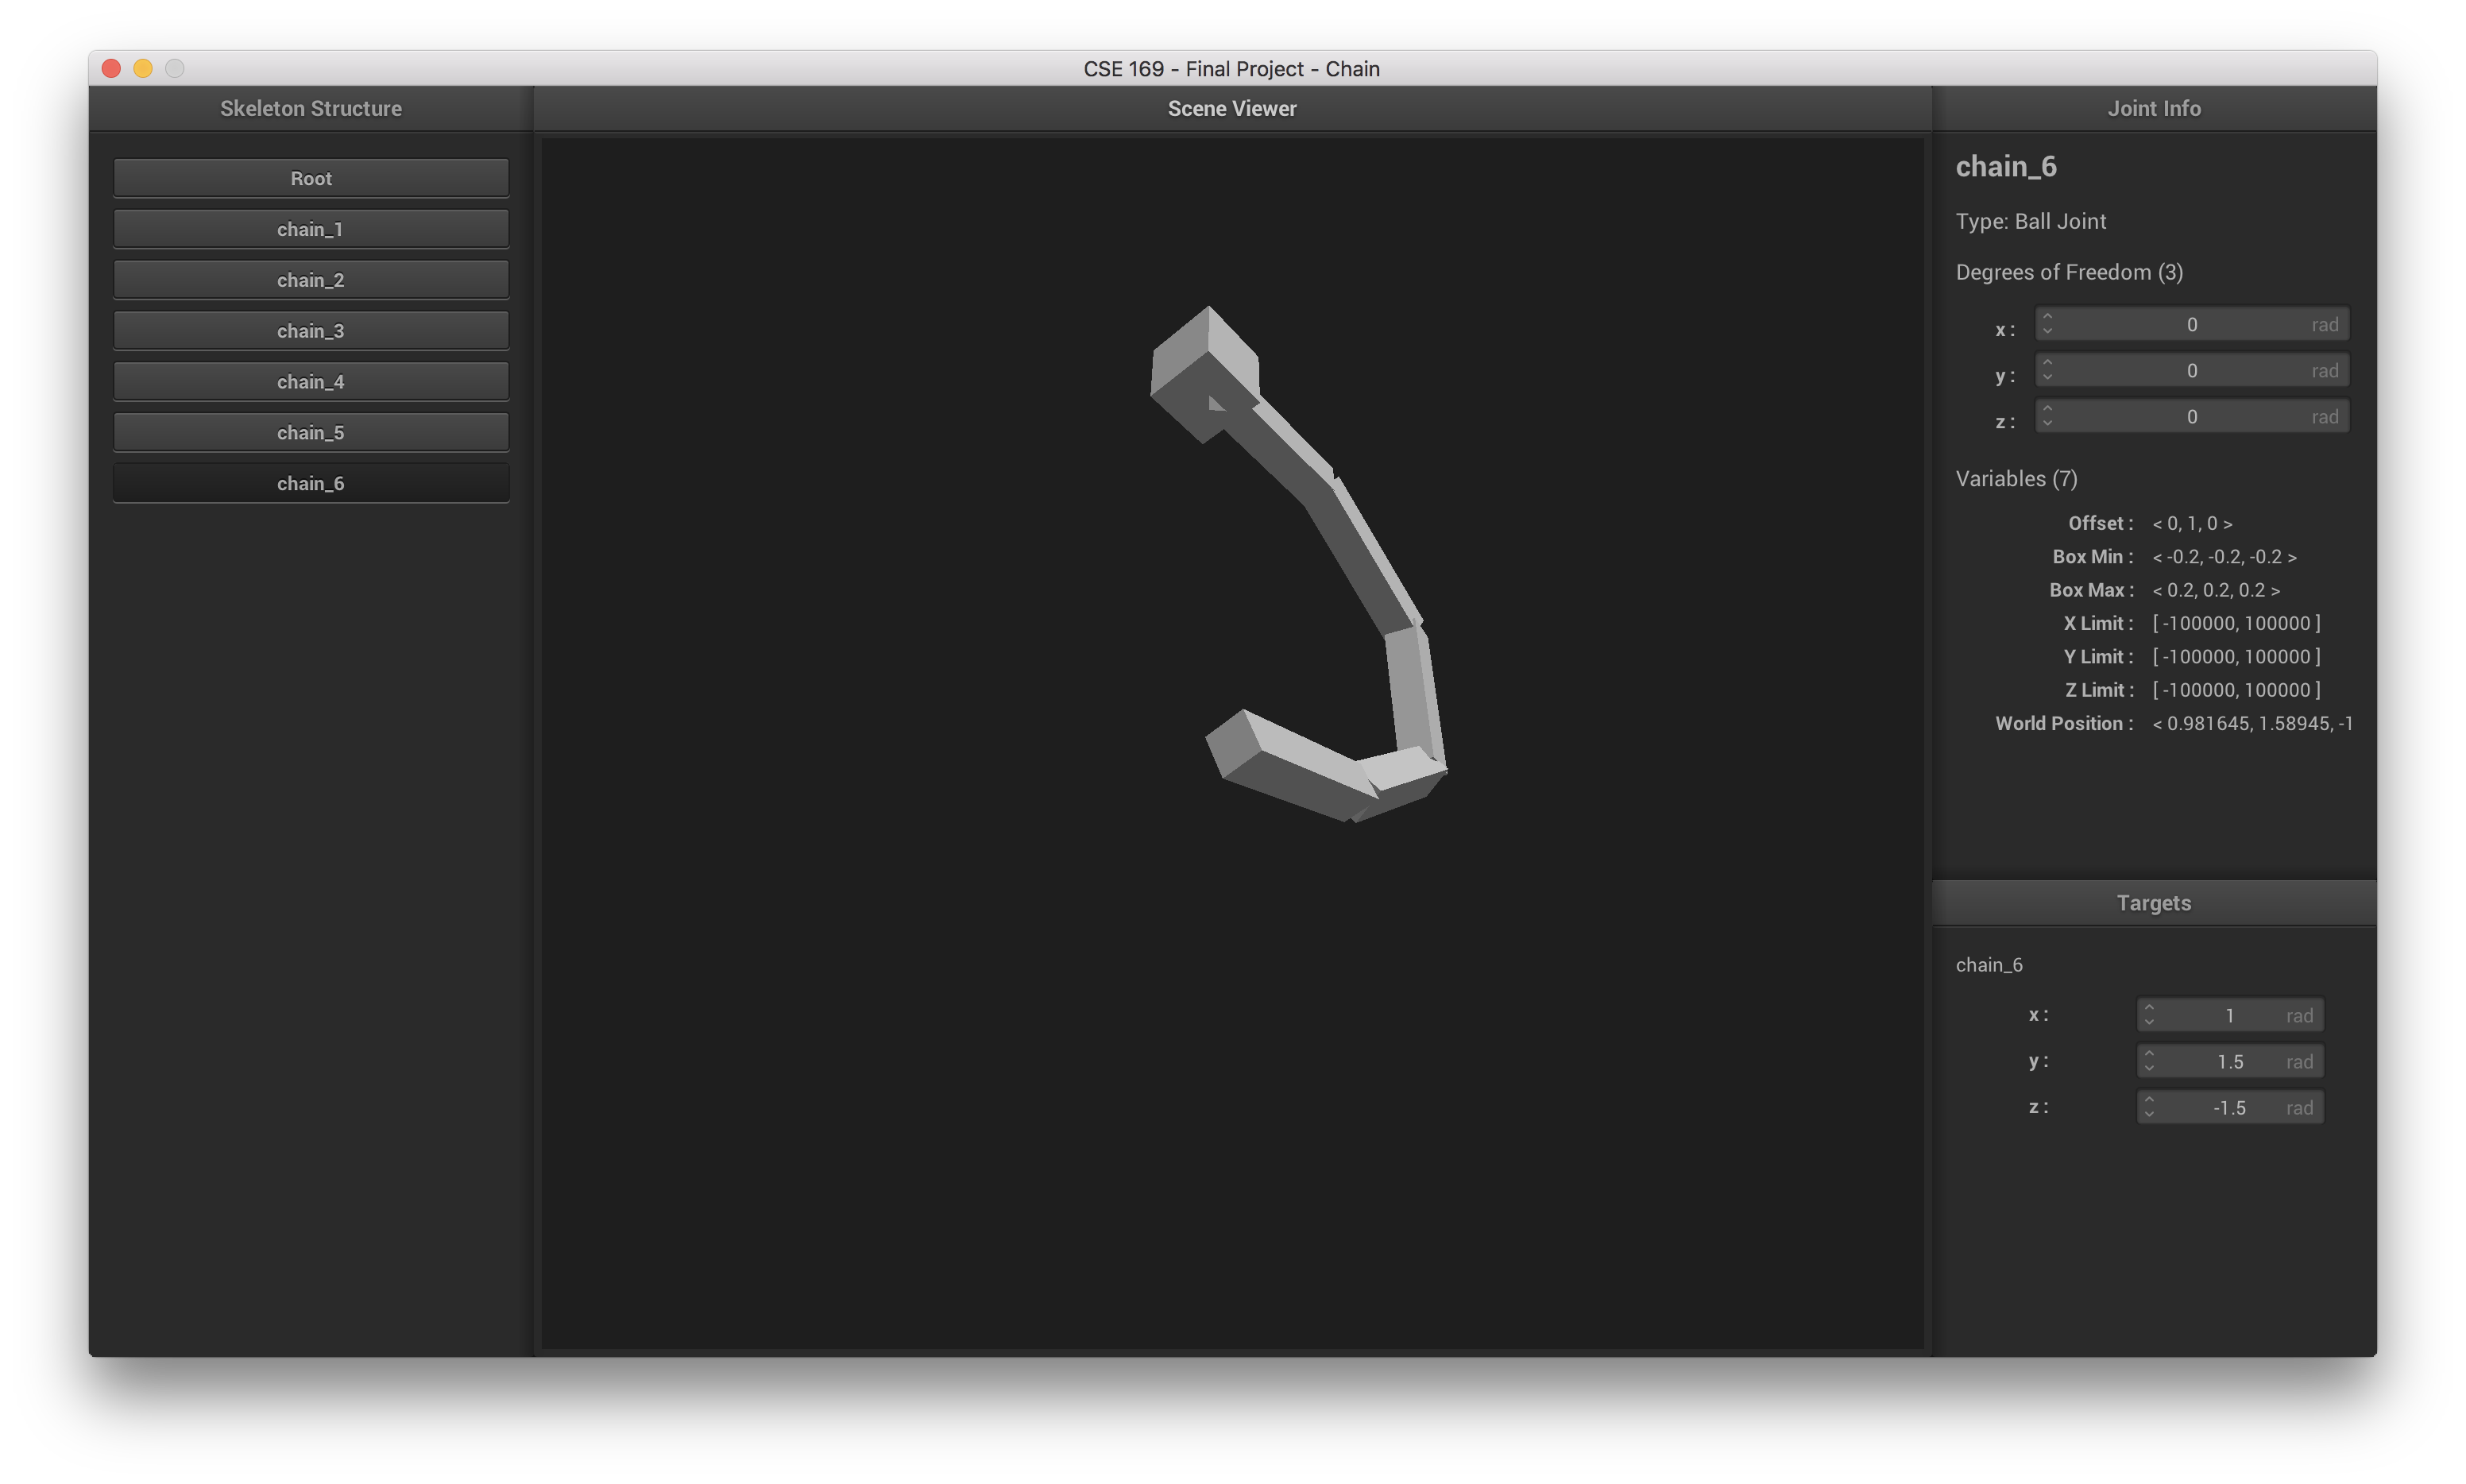 CSE 169 - Final Project - Chain
Skeleton Structure
Root
chain_1
chain_2
chain_3
chain_4
chain_5
chain_6
Scene Viewer
Joint Info
chain_6
Type: Ball Joint
Degrees of Freedom (3)
x : 0 rad
y : 0 rad
z : 0 rad
Variables (7)
Offset : < 0, 1, 0 >
Box Min : < -0.2, -0.2, -0.2 >
Box Max : < 0.2, 0.2, 0.2 >
X Limit : [ -100000, 100000 ]
Y Limit : [ -100000, 100000 ]
Z Limit : [ -100000, 100000 ]
World Position : < 0.981645, 1.58945, -1
Targets
chain_6
x : 1 rad
y : 1.5 rad
z : -1.5 rad